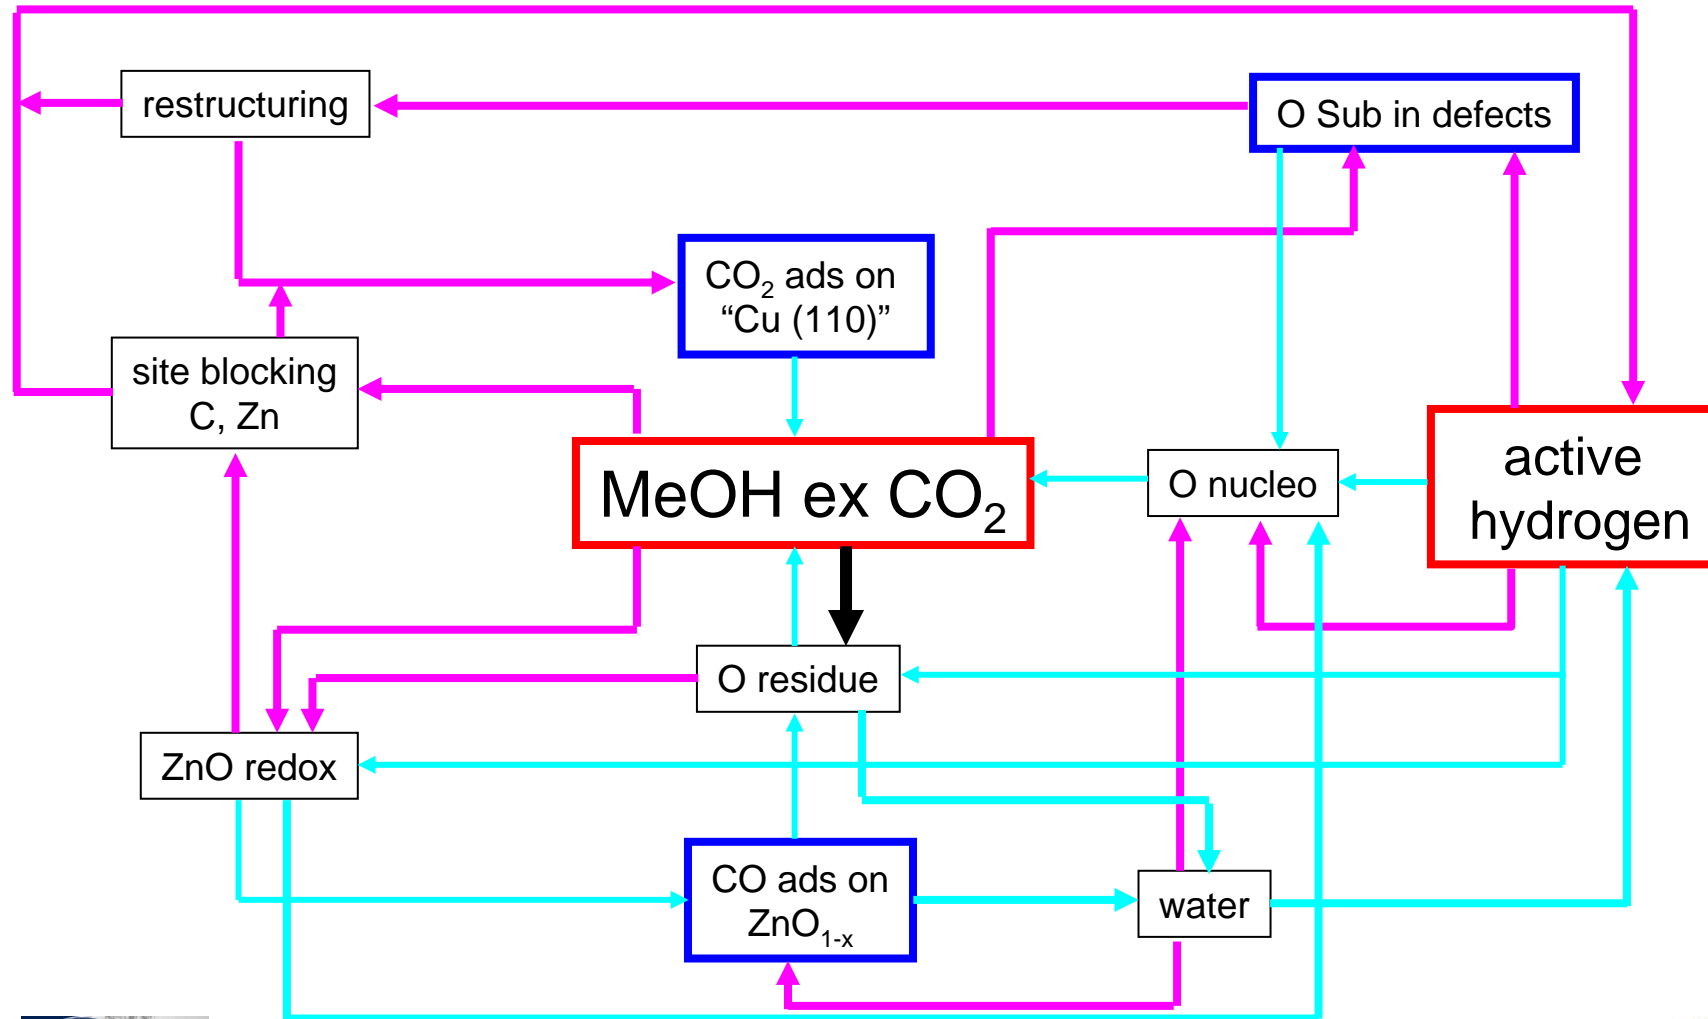 restructuring
O Sub in defects
CO₂ ads on
“Cu (110)”
site blocking
C, Zn
MeOH ex CO₂
O nucleo
active
hydrogen
O residue
ZnO redox
CO ads on
ZnO₁₋ₓ
water